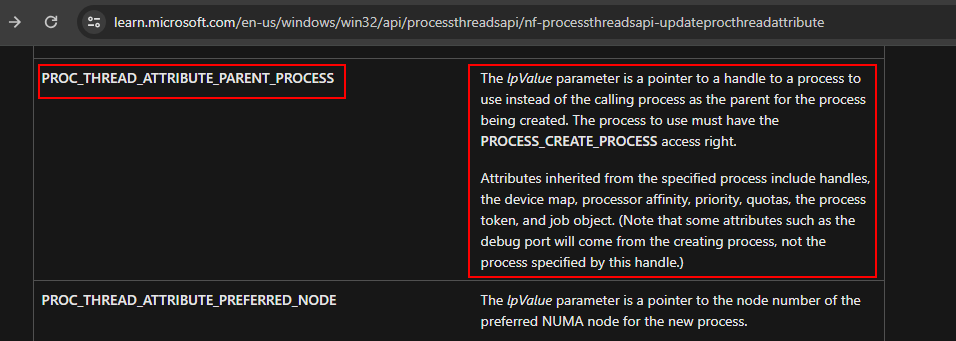 learn.microsoft.com/en-us/windows/win32/api/processthreadsapi/nf-processthreadsapi-updateprocthreadattribute
PROC_THREAD_ATTRIBUTE_PARENT_PROCESS
The lpValue parameter is a pointer to a handle to a process to
use instead of the calling process as the parent for the process
being created. The process to use must have the
PROCESS_CREATE_PROCESS access right.
Attributes inherited from the specified process include handles,
the device map, processor affinity, priority, quotas, the process
token, and job object. (Note that some attributes such as the
debug port will come from the creating process, not the
process specified by this handle.)
PROC_THREAD_ATTRIBUTE_PREFERRED_NODE
The lpValue parameter is a pointer to the node number of the
preferred NUMA node for the new process.